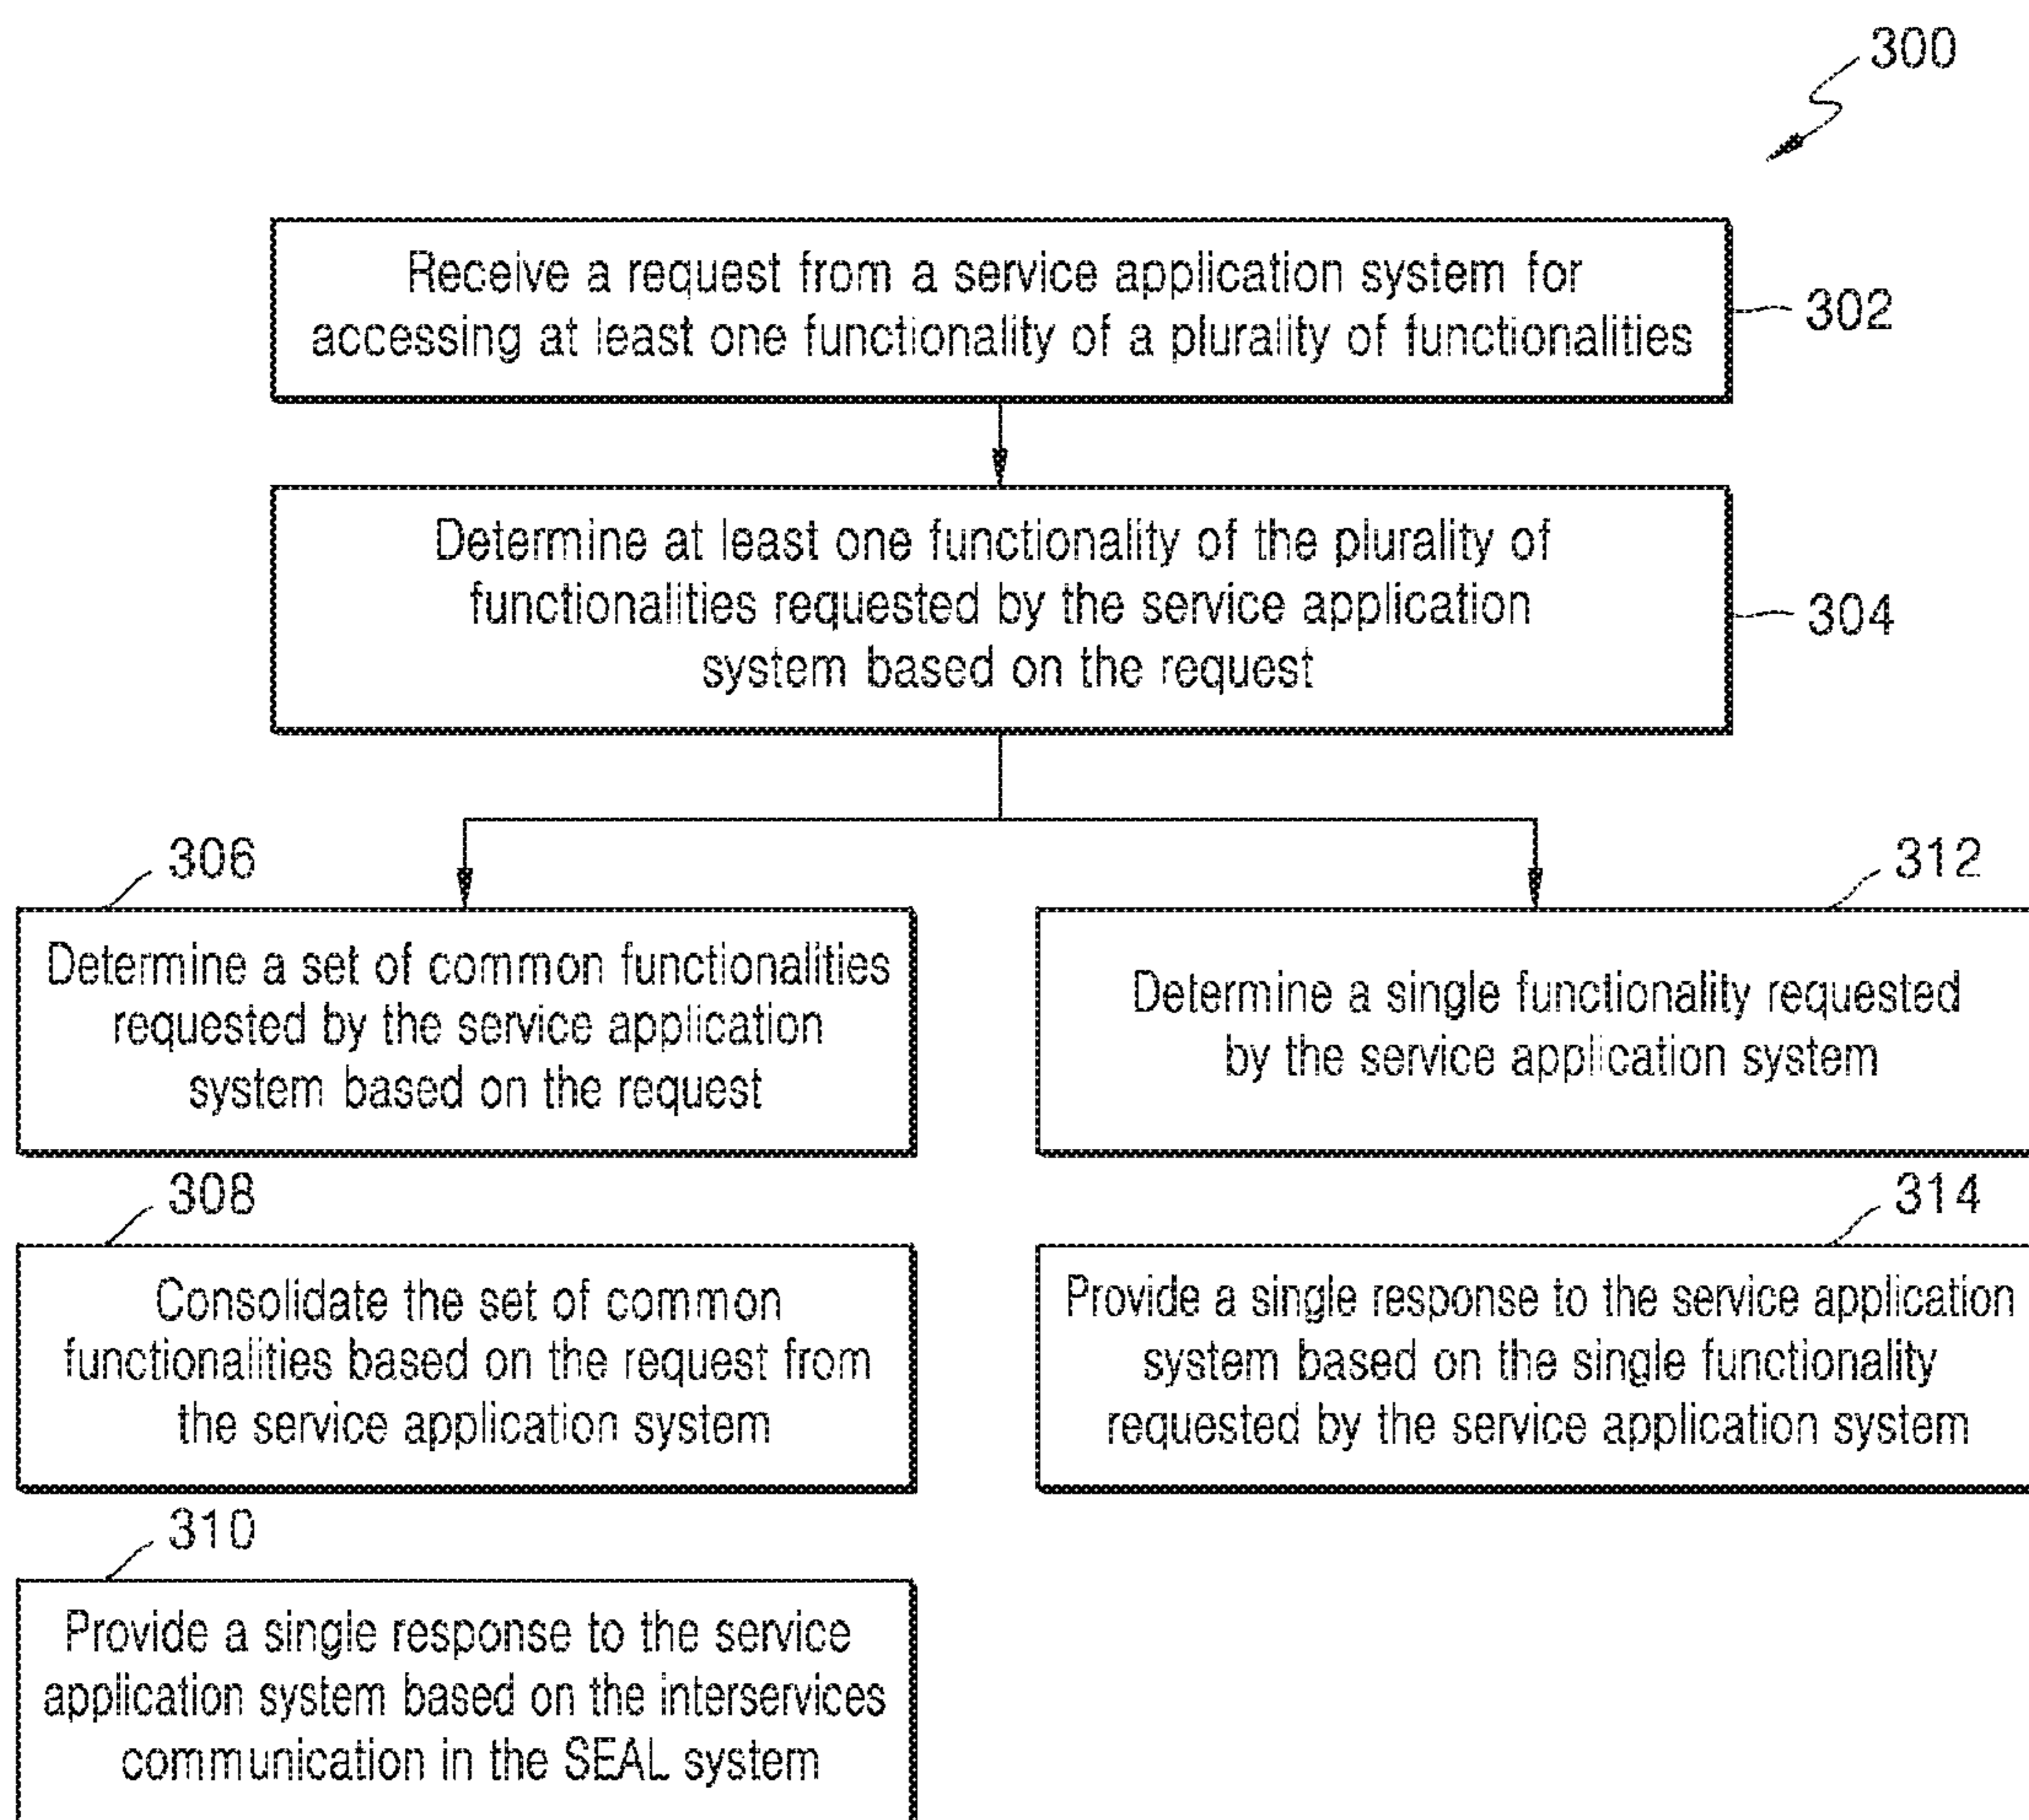 300
Receive a request from a service application system for
accessing at least one functionality of a plurality of functionalities
302
Determine at least one functionality of the plurality of
functionalities requested by the service application
system based on the request
304
306
Determine a set of common functionalities
requested by the service application
system based on the request
312
Determine a single functionality requested
by the service application system
308
Consolidate the set of common
functionalities based on the request from
the service application system
314
Provide a single response to the service application
system based on the single functionality
requested by the service application system
310
Provide a single response to the service
application system based on the interservices
communication in the SEAL system